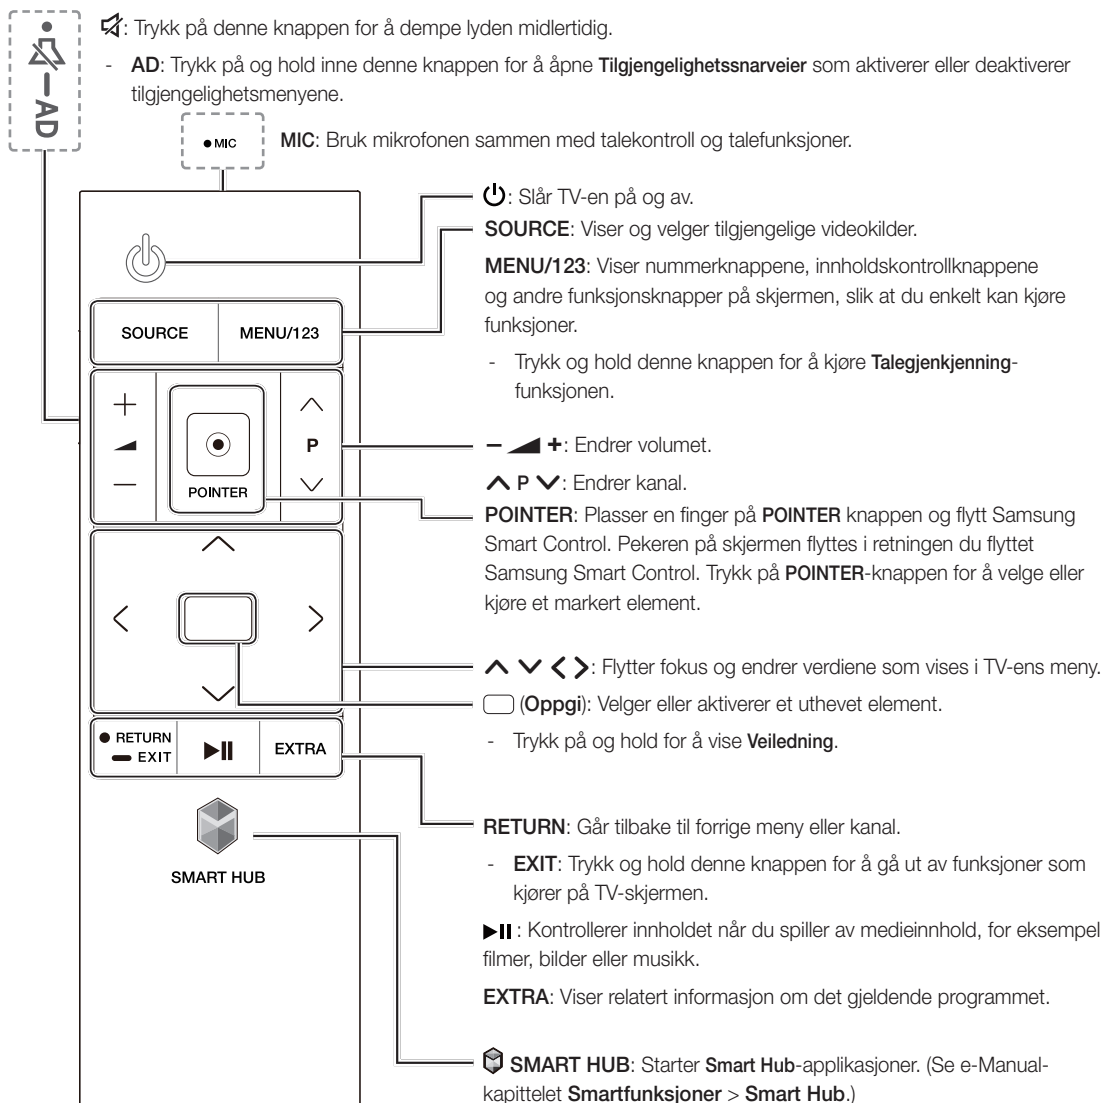 : Trykk på denne knappen for å dempe lyden midlertidig.
- AD: Trykk på og hold inne denne knappen for å åpne Tilgjengelighetssnarveier som aktiverer eller deaktiverer
tilgjengelighetsmenyene.
AD
MIC
MIC: Bruk mikrofonen sammen med talekontroll og talefunksjoner.
: Slår TV-en på og av.
SOURCE: Viser og velger tilgjengelige videokilder.
MENU/123: Viser nummerknappene, innholdskontrollknappene
og andre funksjonsknapper på skjermen, slik at du enkelt kan kjøre
funksjoner.
- Trykk og hold denne knappen for å kjøre Talegjenkjenning-
funksjonen.
SOURCE
MENU/123
+
P
−
POINTER
− +: Endrer volumet.
P : Endrer kanal.
POINTER: Plasser en finger på POINTER knappen og flytt Samsung
Smart Control. Pekeren på skjermen flyttes i retningen du flyttet
Samsung Smart Control. Trykk på POINTER-knappen for å velge eller
kjøre et markert element.
: Flytter fokus og endrer verdiene som vises i TV-ens meny.
(Oppgi): Velger eller aktiverer et uthevet element.
- Trykk på og hold for å vise Veiledning.
RETURN
EXIT
EXTRA
RETURN: Går tilbake til forrige meny eller kanal.
- EXIT: Trykk og hold denne knappen for å gå ut av funksjoner som
kjører på TV-skjermen.
: Kontrollerer innholdet når du spiller av medieinnhold, for eksempel
filmer, bilder eller musikk.
EXTRA: Viser relatert informasjon om det gjeldende programmet.
SMART HUB
SMART HUB: Starter Smart Hub-applikasjoner. (Se e-Manual-
kapittelet Smartfunksjoner > Smart Hub.)